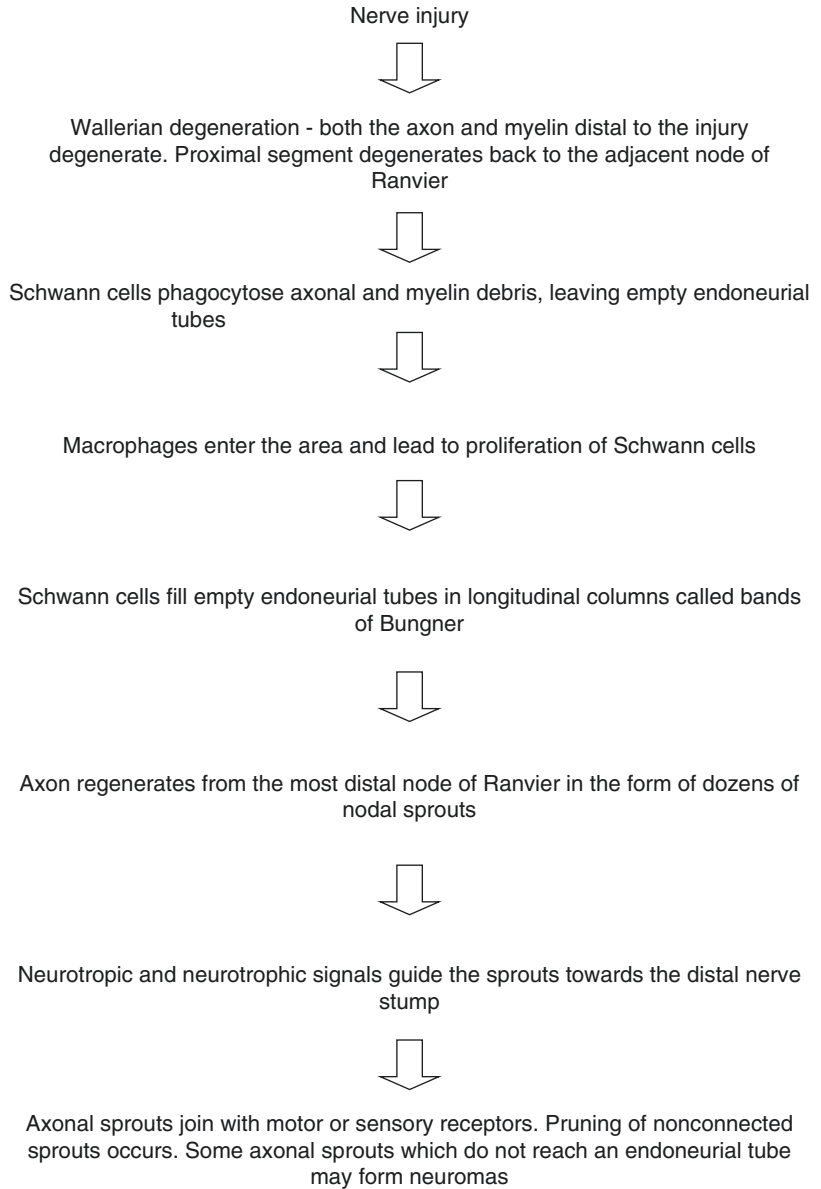 Nerve injury
Wallerian degeneration - both the axon and myelin distal to the injury
degenerate. Proximal segment degenerates back to the adjacent node of
Ranvier
Schwann cells phagocytose axonal and myelin debris, leaving empty endoneurial
tubes
Macrophages enter the area and lead to proliferation of Schwann cells
Schwann cells fill empty endoneurial tubes in longitudinal columns called bands
of Bungner
Axon regenerates from the most distal node of Ranvier in the form of dozens of
nodal sprouts
Neurotropic and neurotrophic signals guide the sprouts towards the distal nerve
stump
Axonal sprouts join with motor or sensory receptors. Pruning of nonconnected
sprouts occurs. Some axonal sprouts which do not reach an endoneurial tube
may form neuromas